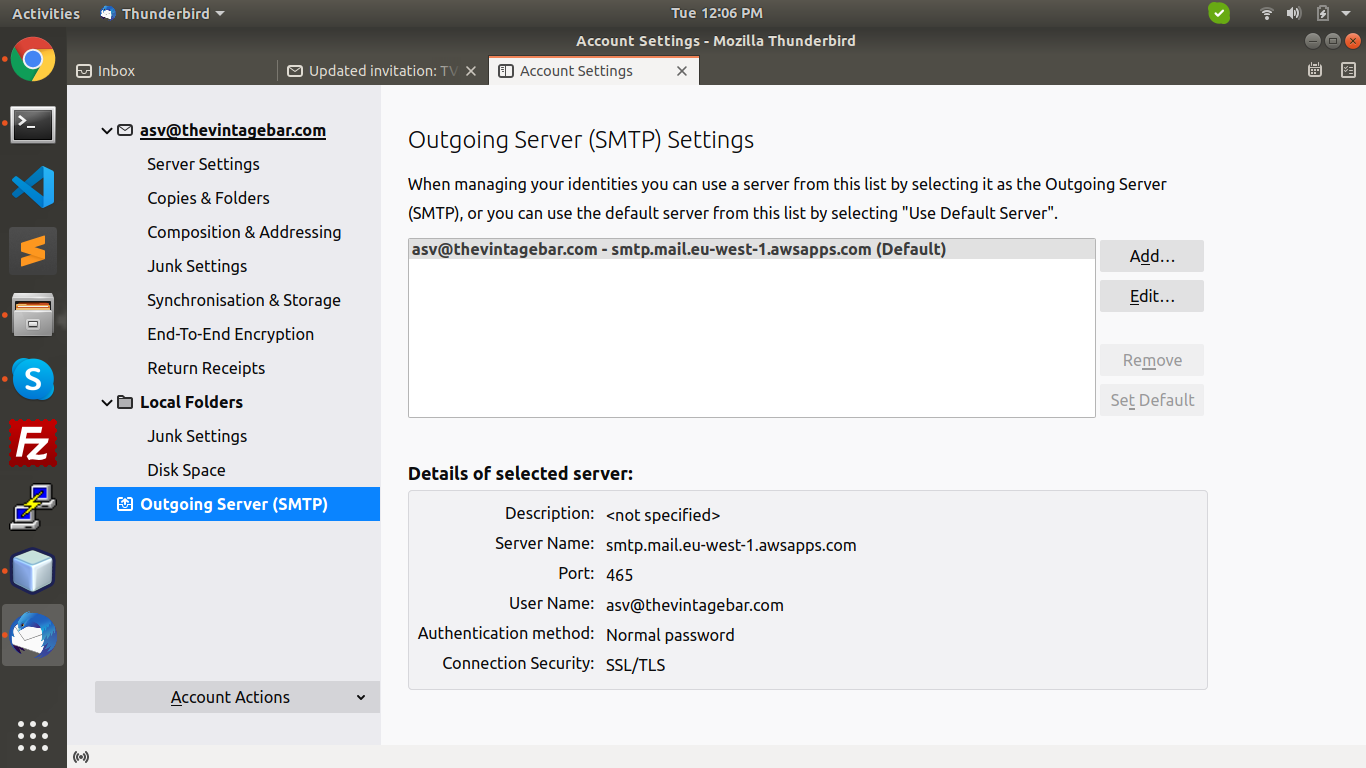 Activities
Thunderbird
Tue 12:06 PM
Account Settings - Mozilla Thunderbird
Inbox
Updated invitation: TV
Account Settings
asv@thevintagebar.com
Server Settings
Copies & Folders
Composition & Addressing
Junk Settings
Synchronisation & Storage
End-To-End Encryption
Return Receipts
Local Folders
Junk Settings
Disk Space
Outgoing Server (SMTP)
Account Actions
Outgoing Server (SMTP) Settings
When managing your identities you can use a server from this list by selecting it as the Outgoing Server
(SMTP), or you can use the default server from this list by selecting "Use Default Server".
asv@thevintagebar.com - smtp.mail.eu-west-1.awsapps.com (Default)
Add...
Edit...
Remove
Set Default
Details of selected server:
Description: <not specified>
Server Name: smtp.mail.eu-west-1.awsapps.com
Port: 465
User Name: asv@thevintagebar.com
Authentication method: Normal password
Connection Security: SSL/TLS